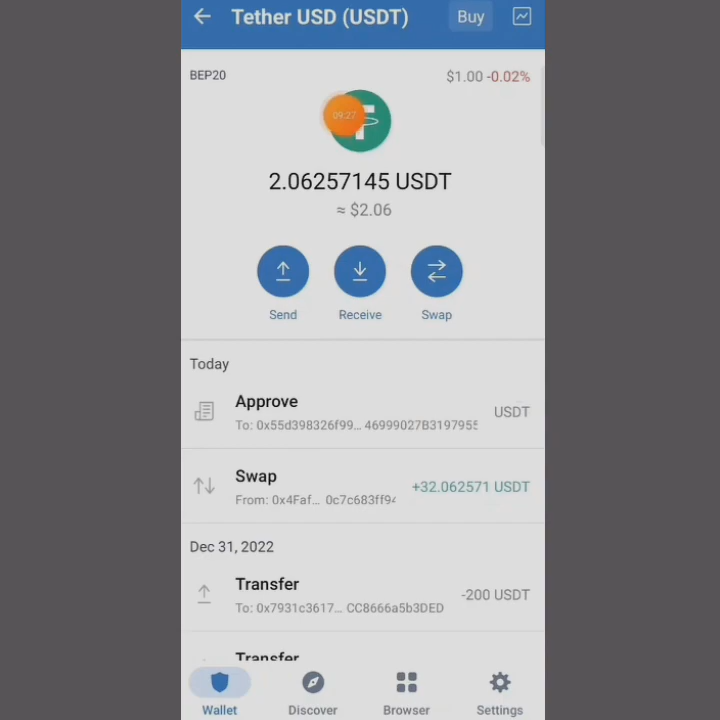 Tether USD (USDT)
Buy
BEP20
$1.00 -0.02%
09:27
2.06257145 USDT
≈ $2.06
Send
Receive
Swap
Today
Approve
USDT
To: 0x55d398326f99... 46999027B3197955
Swap
+32.062571 USDT
From: 0x4Faf... 0c7c683ff94
Dec 31, 2022
Transfer
-200 USDT
To: 0x7931c3617... CC8666a5b3DED
Transfer
Wallet
Discover
Browser
Settings